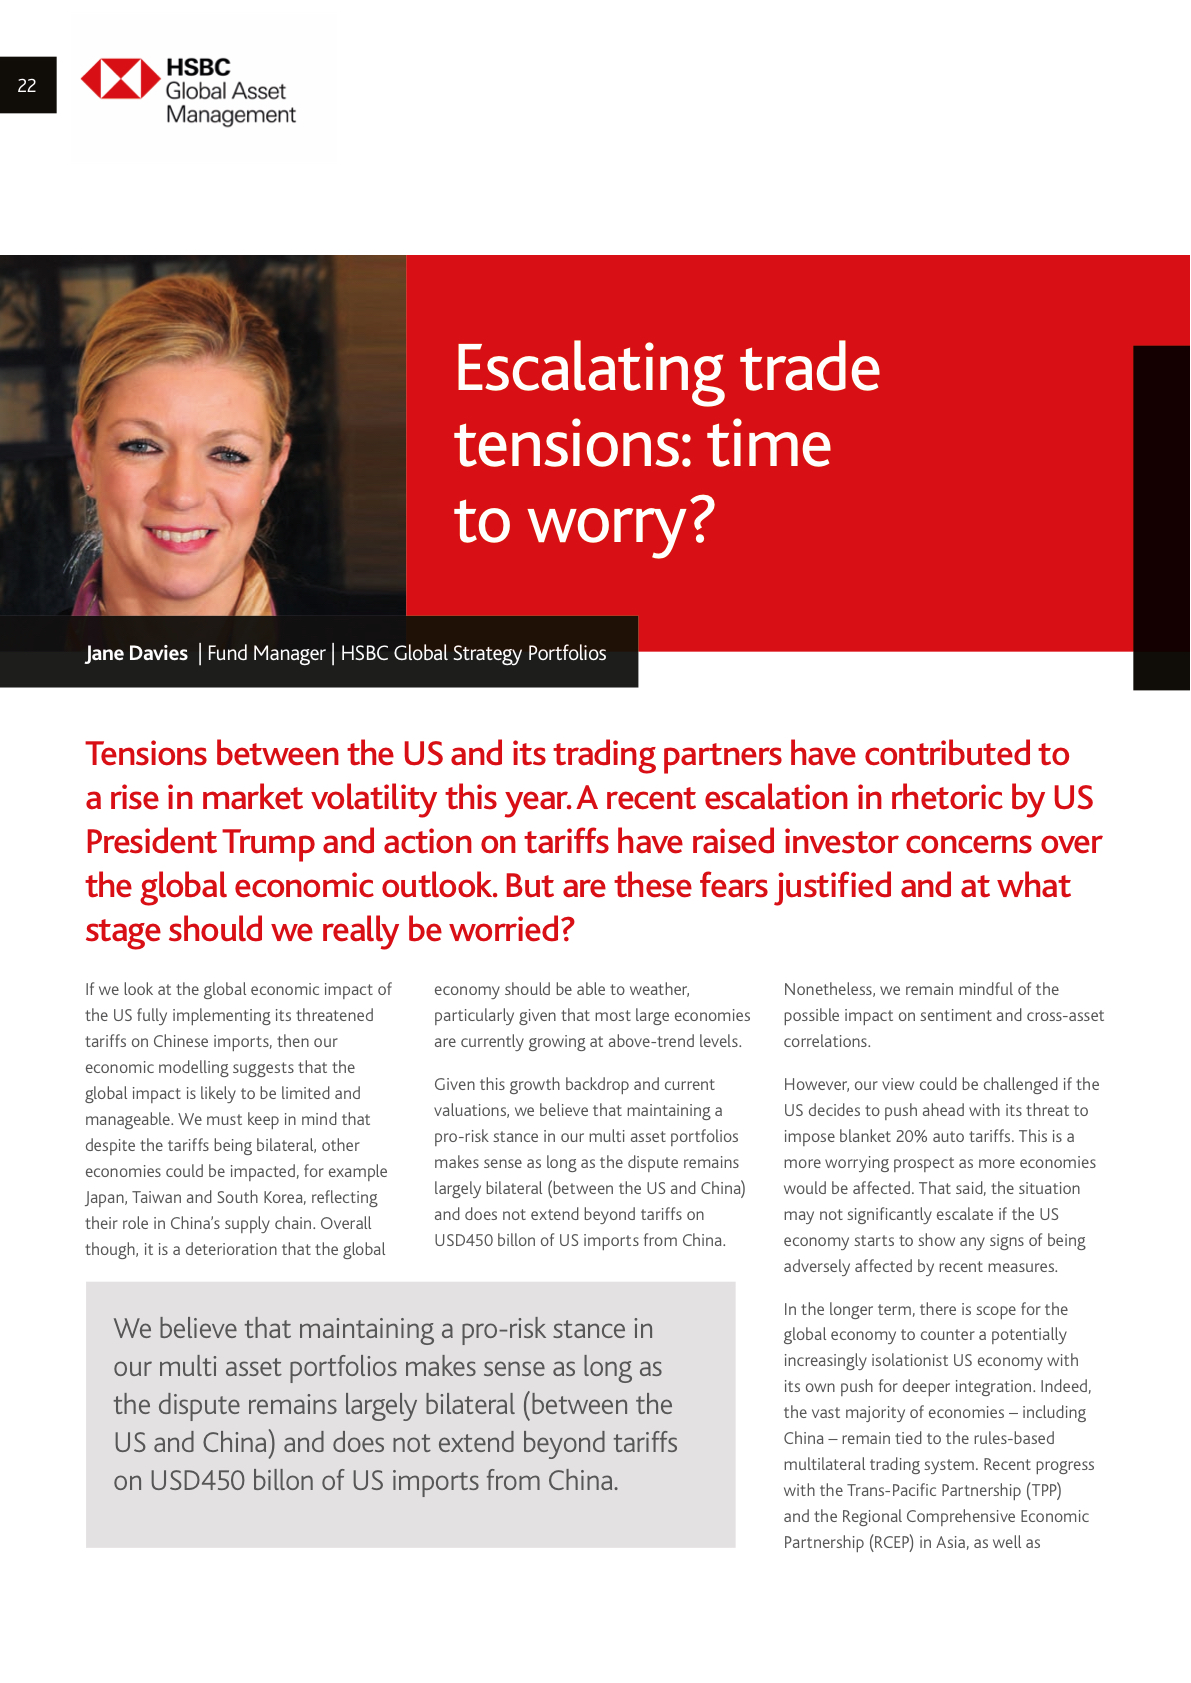 22
HSBC
Global Asset
Management
Escalating trade
tensions: time
to worry?
Jane Davies | Fund Manager | HSBC Global Strategy Portfolios
Tensions between the US and its trading partners have contributed to
a rise in market volatility this year. A recent escalation in rhetoric by US
President Trump and action on tariffs have raised investor concerns over
the global economic outlook. But are these fears justified and at what
stage should we really be worried?
If we look at the global economic impact of
the US fully implementing its threatened
tariffs on Chinese imports, then our
economic modelling suggests that the
global impact is likely to be limited and
manageable. We must keep in mind that
despite the tariffs being bilateral, other
economies could be impacted, for example
Japan, Taiwan and South Korea, reflecting
their role in China's supply chain. Overall
though, it is a deterioration that the global
economy should be able to weather,
particularly given that most large economies
are currently growing at above-trend levels.
Given this growth backdrop and current
valuations, we believe that maintaining a
pro-risk stance in our multi asset portfolios
makes sense as long as the dispute remains
largely bilateral (between the US and China)
and does not extend beyond tariffs on
USD450 billon of US imports from China.
We believe that maintaining a pro-risk stance in
our multi asset portfolios makes sense as long as
the dispute remains largely bilateral (between the
US and China) and does not extend beyond tariffs
on USD450 billon of US imports from China.
Nonetheless, we remain mindful of the
possible impact on sentiment and cross-asset
correlations.
However, our view could be challenged if the
US decides to push ahead with its threat to
impose blanket 20% auto tariffs. This is a
more worrying prospect as more economies
would be affected. That said, the situation
may not significantly escalate if the US
economy starts to show any signs of being
adversely affected by recent measures.
In the longer term, there is scope for the
global economy to counter a potentially
increasingly isolationist US economy with
its own push for deeper integration. Indeed,
the vast majority of economies – including
China – remain tied to the rules-based
multilateral trading system. Recent progress
with the Trans-Pacific Partnership (TPP)
and the Regional Comprehensive Economic
Partnership (RCEP) in Asia, as well as